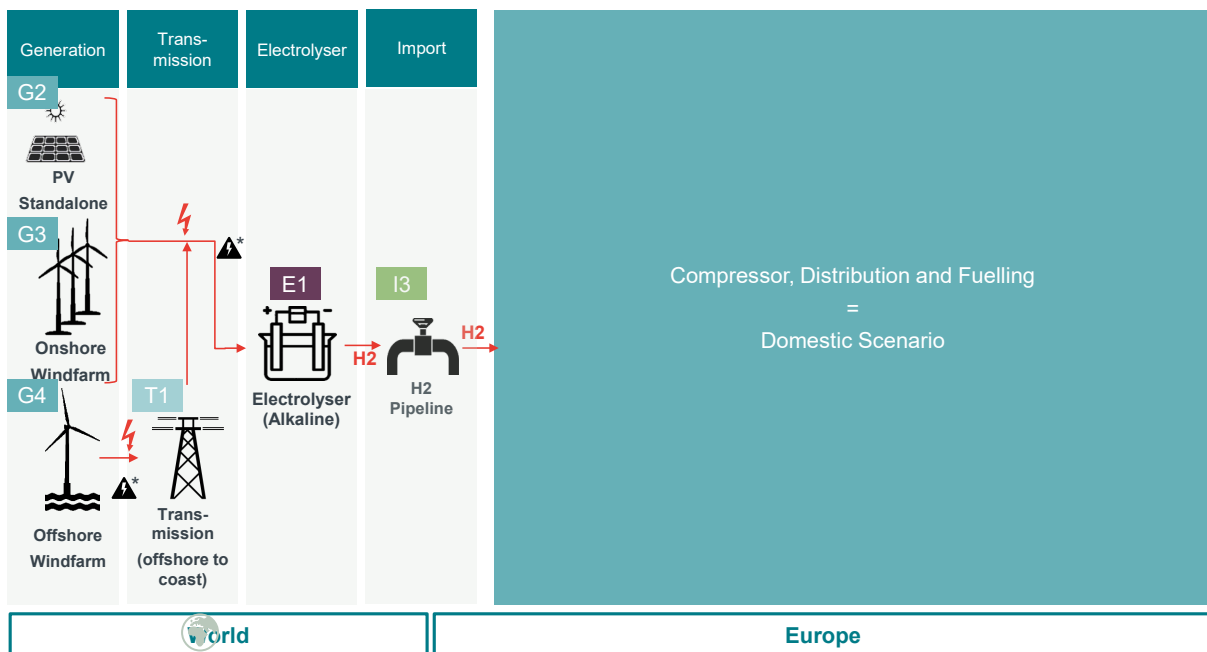 Generation
Trans-
mission
Electrolyser
Import
G2
PV
Standalone
G3
*
Onshore
Windfarm
E1
Electrolyser
(Alkaline)
H2
I3
H2
Pipeline
H2
G4
T1
*
Offshore
Windfarm
Trans-
mission
(offshore to
coast)
Compressor, Distribution and Fuelling
=
Domestic Scenario
World
Europe